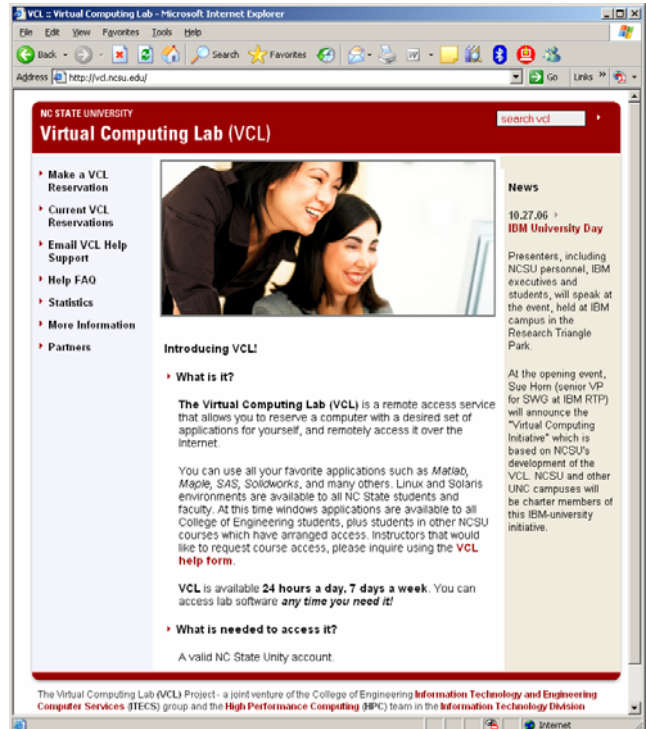 VCL :: Virtual Computing Lab - Microsoft Internet Explorer
File Edit View Favorites Tools Help
Back Search Favorites
Address http://vcl.ncsu.edu/ Go Links »
NC STATE UNIVERSITY
Virtual Computing Lab (VCL)
search vcl
Make a VCL
Reservation
Current VCL
Reservations
Email VCL Help
Support
Help FAQ
Statistics
More Information
Partners
Introducing VCL!
What is it?
The Virtual Computing Lab (VCL) is a remote access service
that allows you to reserve a computer with a desired set of
applications for yourself, and remotely access it over the
Internet.
You can use all your favorite applications such as Matlab,
Maple, SAS, Solidworks, and many others. Linux and Solaris
environments are available to all NC State students and
faculty. At this time windows applications are available to all
College of Engineering students, plus students in other NCSU
courses which have arranged access. Instructors that would
like to request course access, please inquire using the VCL
help form.
VCL is available 24 hours a day, 7 days a week. You can
access lab software any time you need it!
What is needed to access it?
A valid NC State Unity account.
News
10.27.06
IBM University Day
Presenters, including
NCSU personnel, IBM
executives and
students, will speak at
the event, held at IBM
campus in the
Research Triangle
Park.
At the opening event,
Sue Horn (senior VP
for SWG at IBM RTP)
will announce the
"Virtual Computing
Initiative" which is
based on NCSU's
development of the
VCL. NCSU and other
UNC campuses will
be charter members of
this IBM-university
initiative.
The Virtual Computing Lab (VCL) Project - a joint venture of the College of Engineering Information Technology and Engineering
Computer Services (ITECS) group and the High Performance Computing (HPC) team in the Information Technology Division
Internet